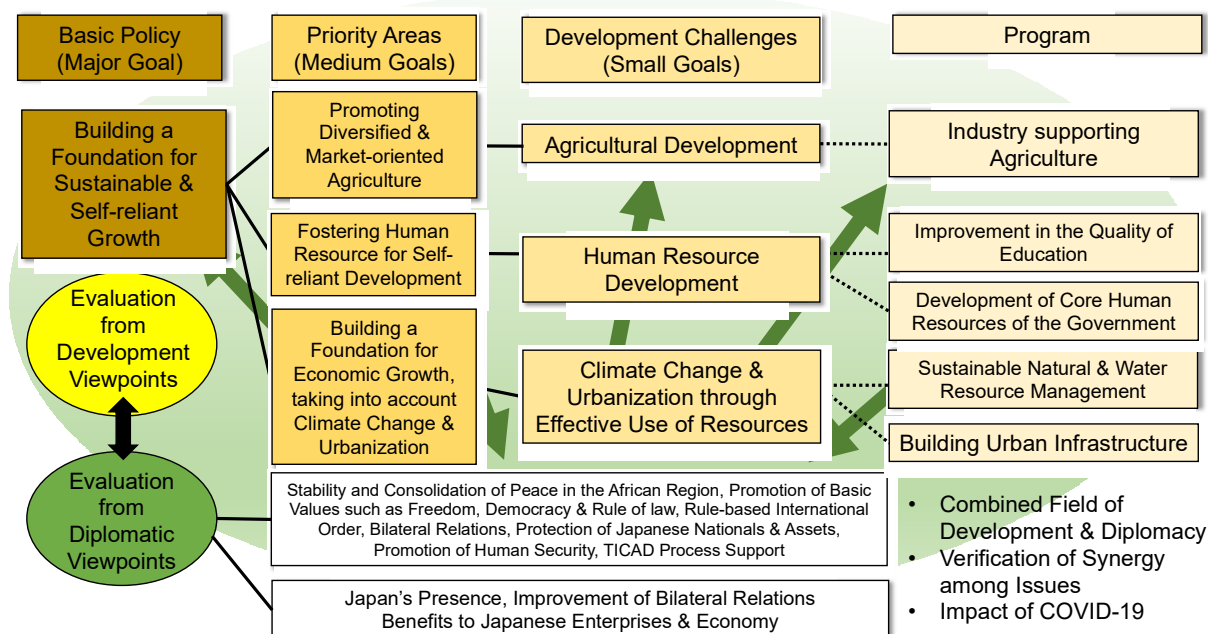 Basic Policy
(Major Goal)
Priority Areas
(Medium Goals)
Development Challenges
(Small Goals)
Program
Building a
Foundation for
Sustainable &
Self-reliant
Growth
Promoting
Diversified &
Market-oriented
Agriculture
Agricultural Development
Industry supporting
Agriculture
Fostering Human
Resource for Self-
reliant Development
Human Resource
Development
Improvement in the Quality of
Education
Development of Core Human
Resources of the Government
Evaluation
from
Development
Viewpoints
Building a
Foundation for
Economic Growth,
taking into account
Climate Change &
Urbanization
Climate Change &
Urbanization through
Effective Use of Resources
Sustainable Natural & Water
Resource Management
Building Urban Infrastructure
Evaluation
from
Diplomatic
Viewpoints
Stability and Consolidation of Peace in the African Region, Promotion of Basic
Values such as Freedom, Democracy & Rule of law, Rule-based International
Order, Bilateral Relations, Protection of Japanese Nationals & Assets,
Promotion of Human Security, TICAD Process Support
Japan's Presence, Improvement of Bilateral Relations
Benefits to Japanese Enterprises & Economy
• Combined Field of
Development & Diplomacy
• Verification of Synergy
among Issues
• Impact of COVID-19